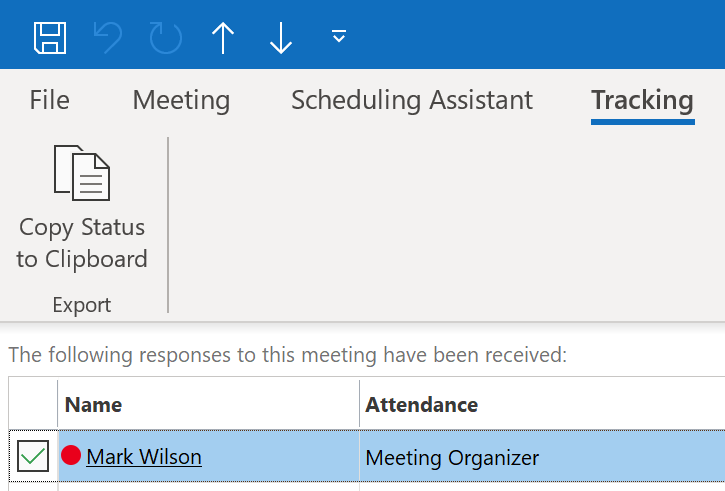 File Meeting Scheduling Assistant Tracking
Copy Status
to Clipboard
Export
The following responses to this meeting have been received:
Name Attendance
Mark Wilson Meeting Organizer